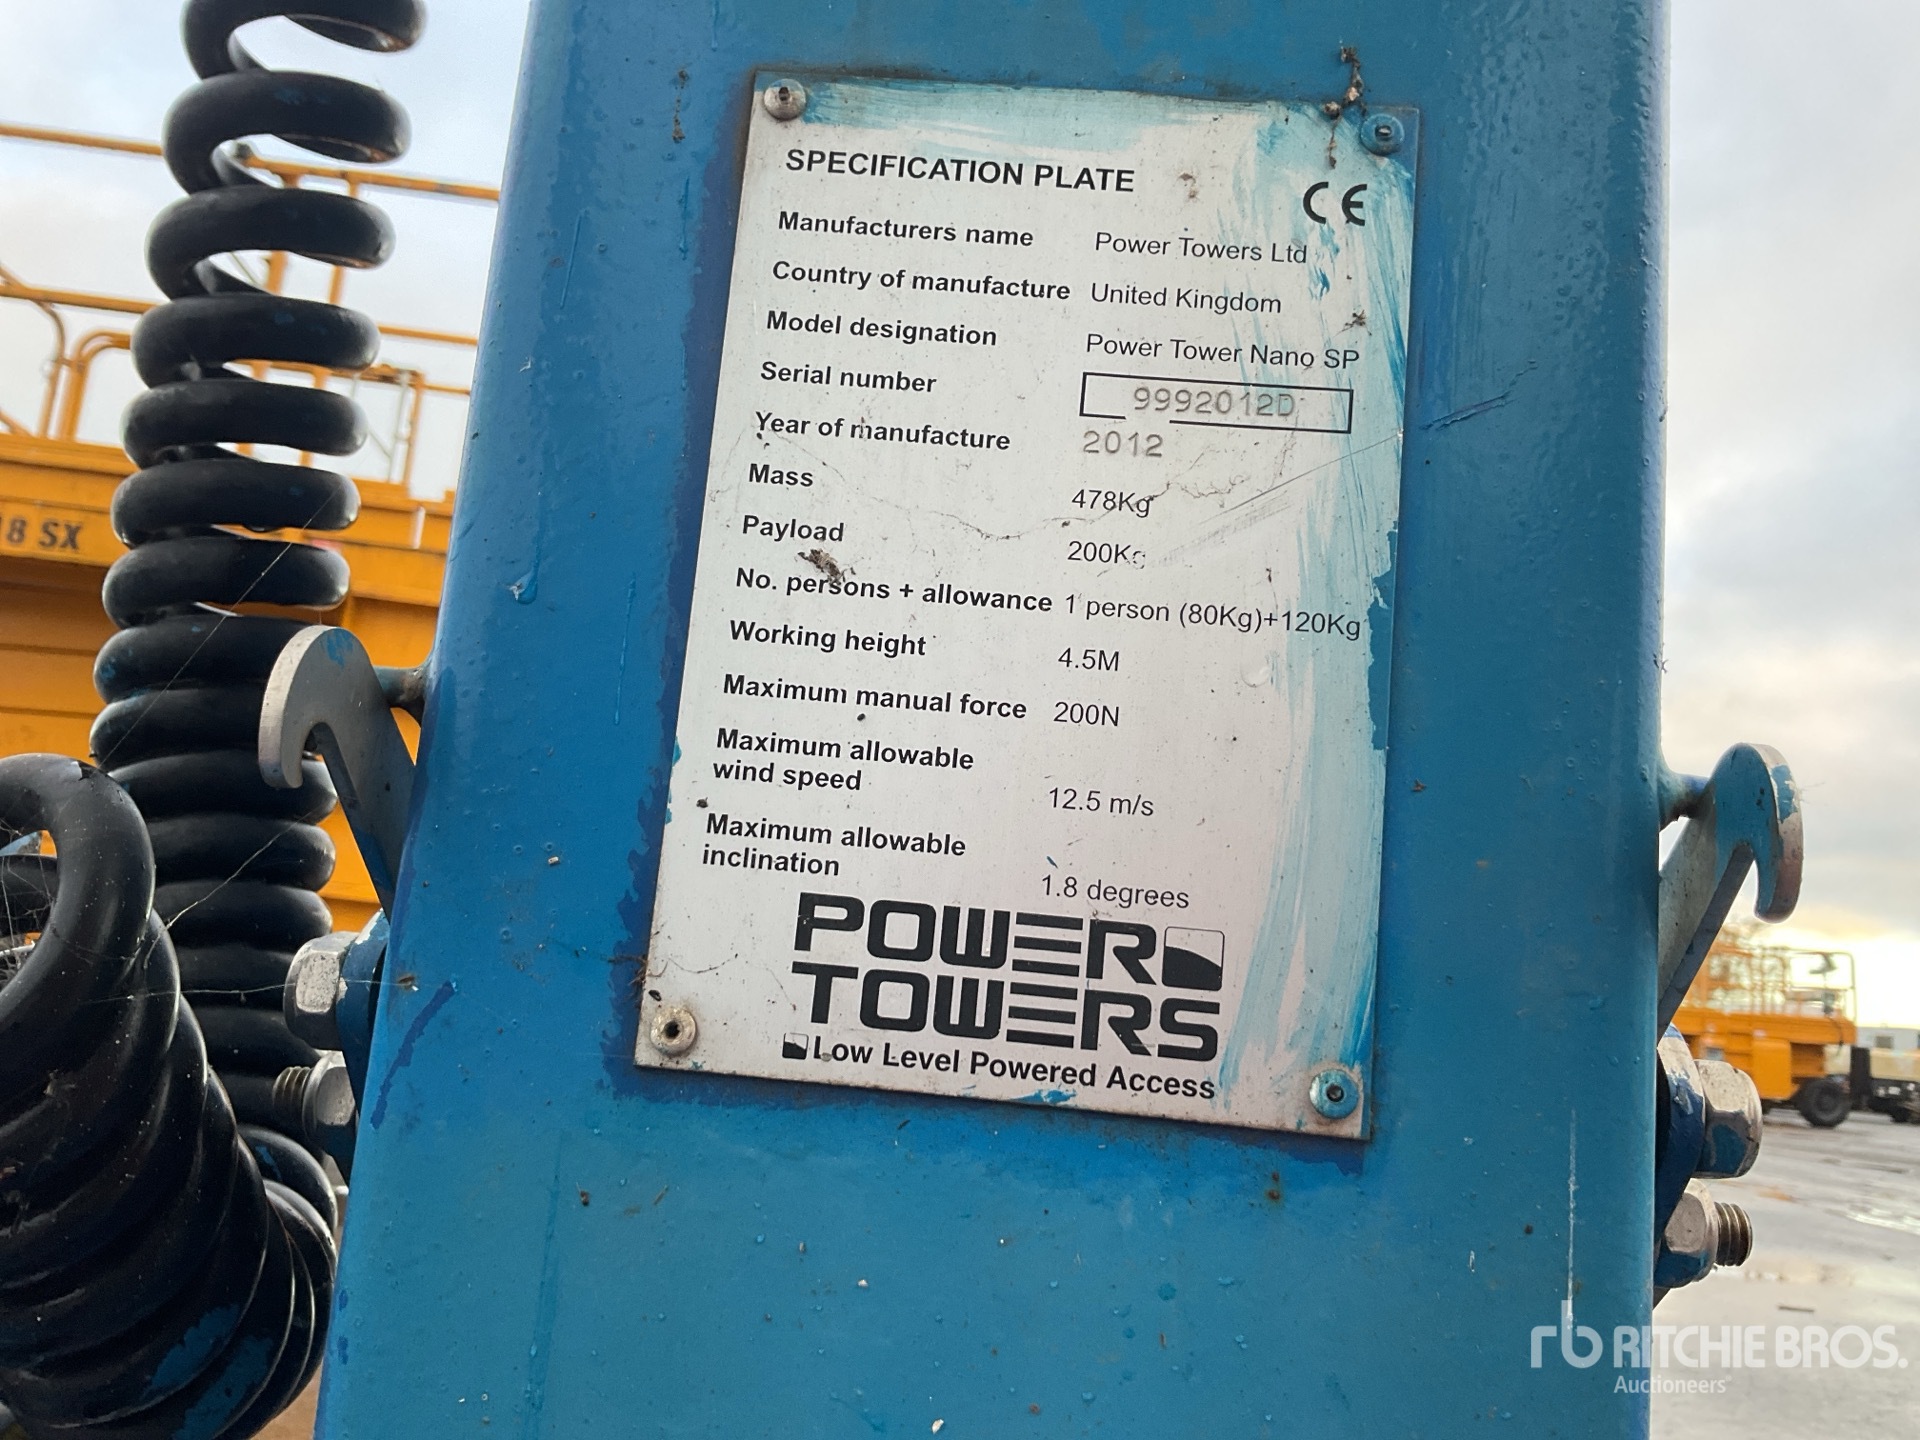 SPECIFICATION PLATE
CE
Manufacturers name Power Towers Ltd
Country of manufacture United Kingdom
Model designation Power Tower Nano SP
Serial number 9992012D
Year of manufacture 2012
Mass 478Kg
Payload 200Kg
No. persons + allowance 1 person (80Kg)+120Kg
Working height 4.5M
Maximum manual force 200N
Maximum allowable
wind speed 12.5 m/s
Maximum allowable
inclination 1.8 degrees
POWER
TOWERS
Low Level Powered Access
8 SX
rb RITCHIE BROS.
Auctioneers